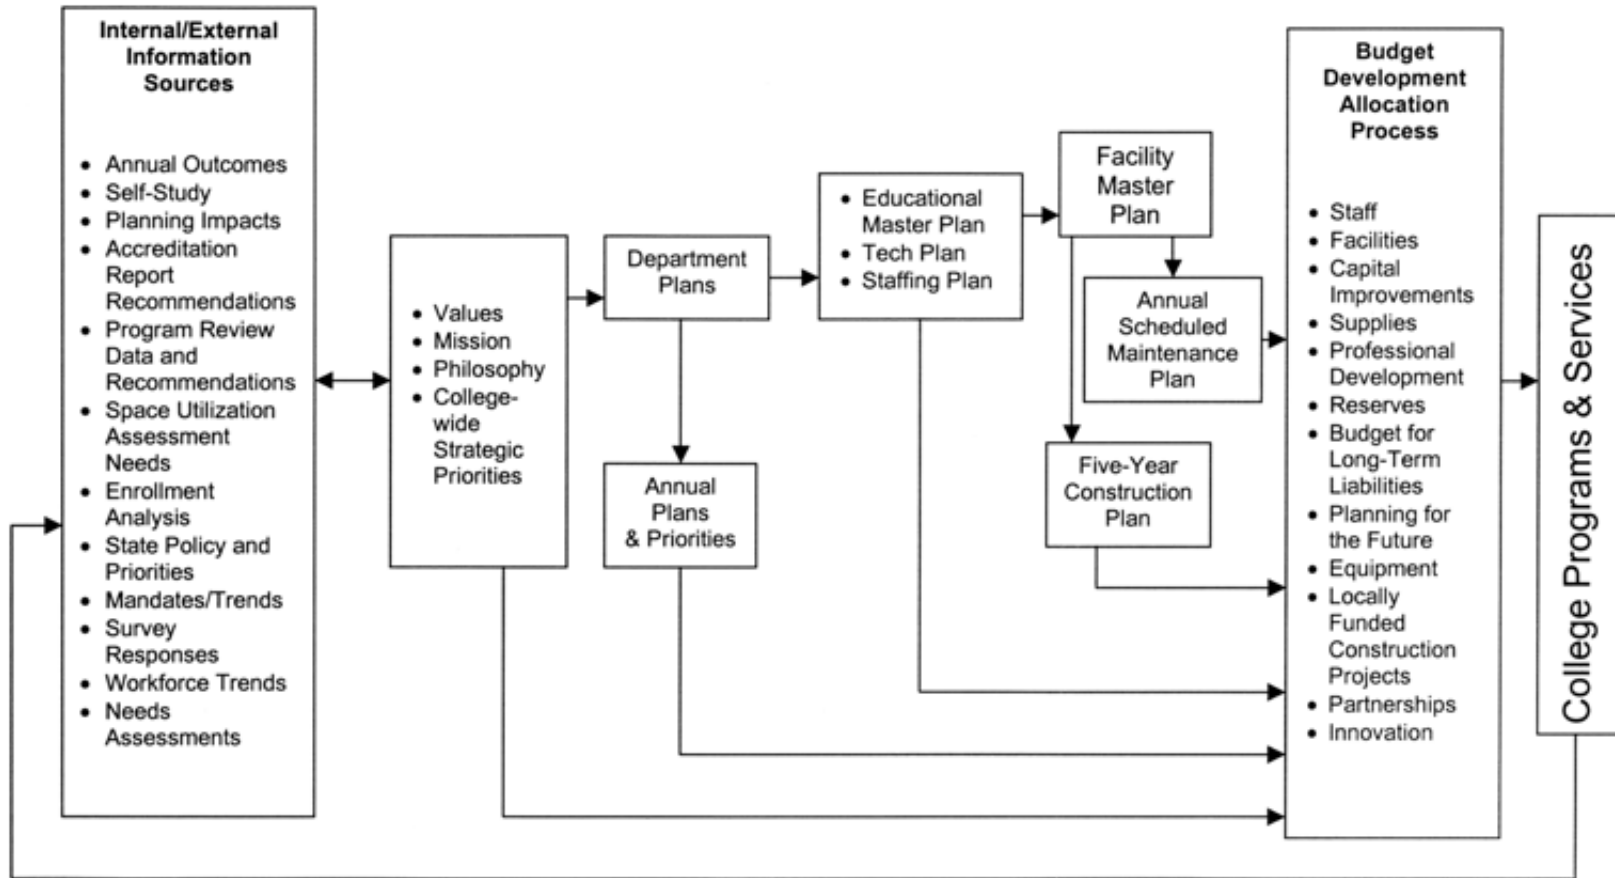 Internal/External
Information
Sources
• Annual Outcomes
• Self-Study
• Planning Impacts
• Accreditation
Report
Recommendations
• Program Review
Data and
Recommendations
• Space Utilization
Assessment
Needs
• Enrollment
Analysis
• State Policy and
Priorities
• Mandates/Trends
• Survey
Responses
• Workforce Trends
• Needs
Assessments
• Values
• Mission
• Philosophy
• College-
wide
Strategic
Priorities
Department
Plans
Annual
Plans
& Priorities
• Educational
Master Plan
• Tech Plan
• Staffing Plan
Facility
Master
Plan
Annual
Scheduled
Maintenance
Plan
Five-Year
Construction
Plan
Budget
Development
Allocation
Process
• Staff
• Facilities
• Capital
Improvements
• Supplies
• Professional
Development
• Reserves
• Budget for
Long-Term
Liabilities
• Planning for
the Future
• Equipment
• Locally
Funded
Construction
Projects
• Partnerships
• Innovation
College Programs & Services